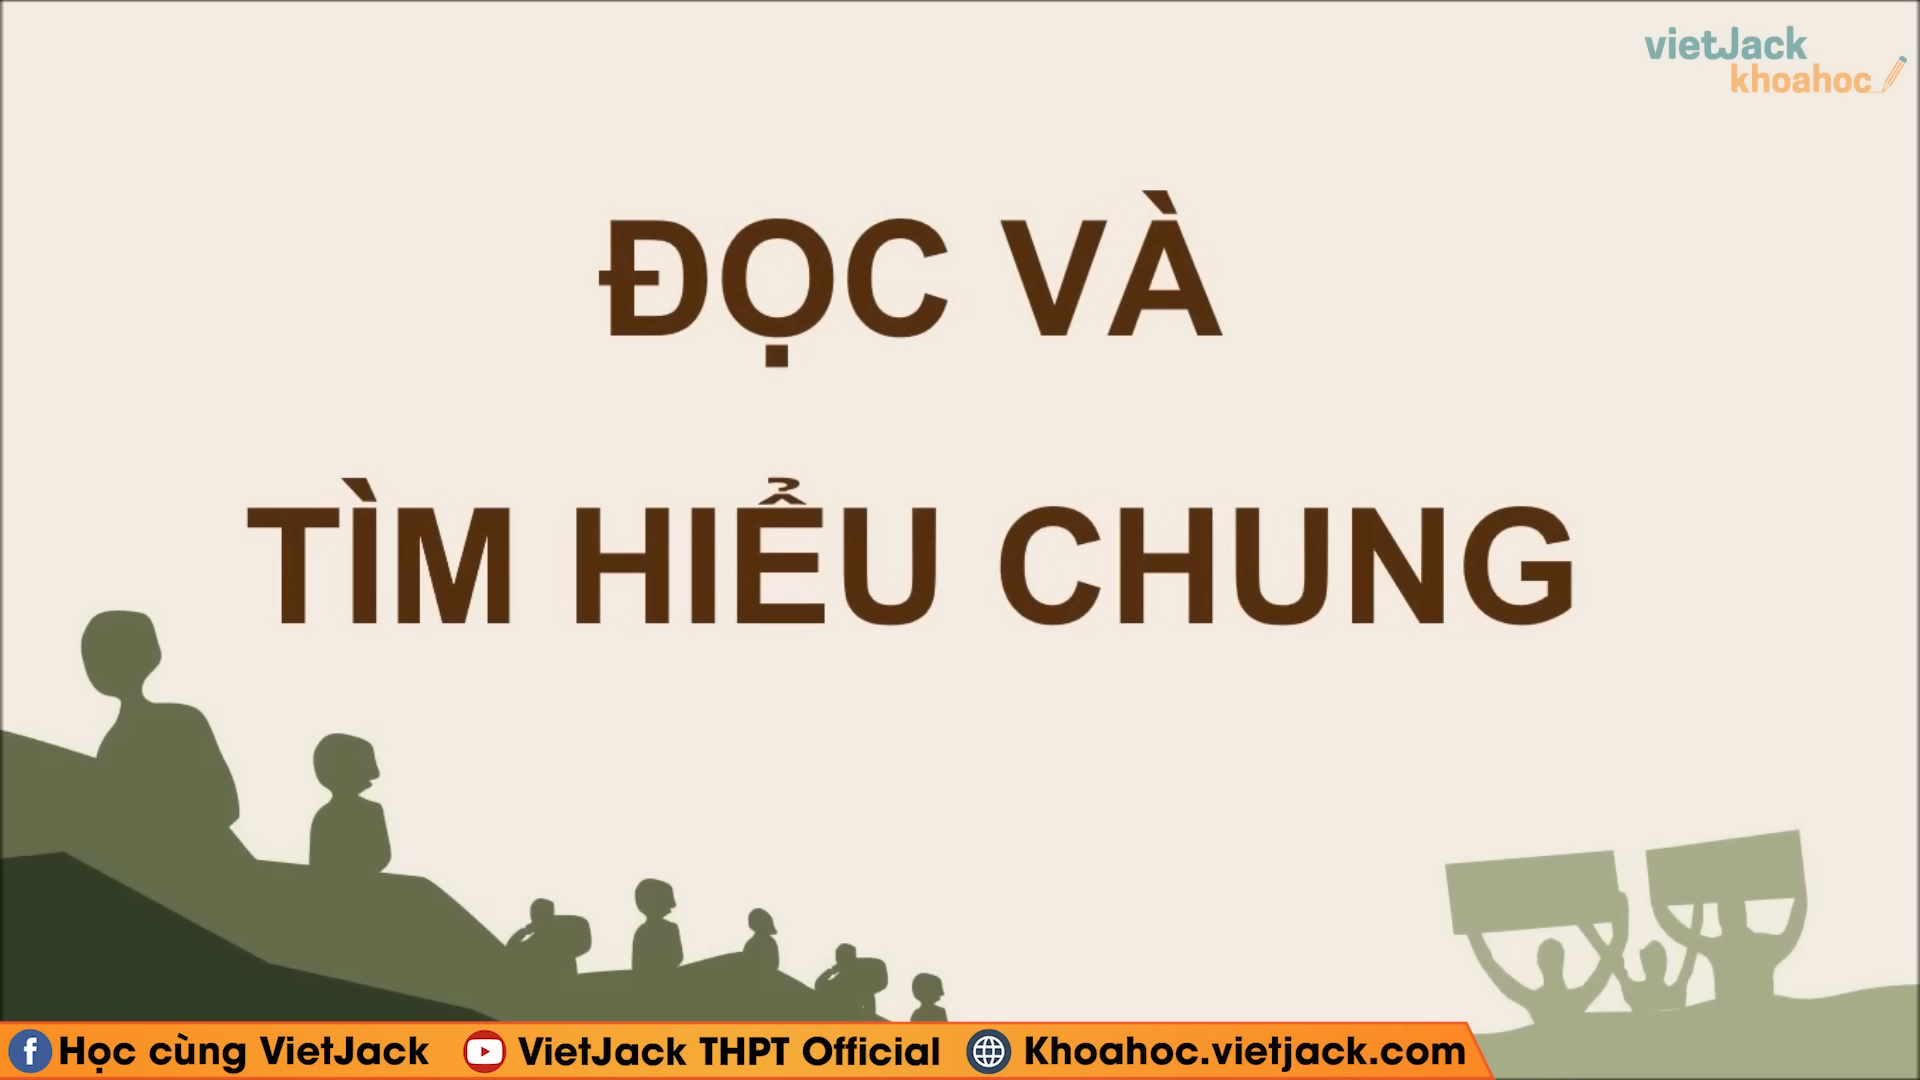 vietJack
khoahoc
ĐỌC VÀ
TÌM HIỂU CHUNG
Học cùng VietJack VietJack THPT Official Khoahoc.vietjack.com